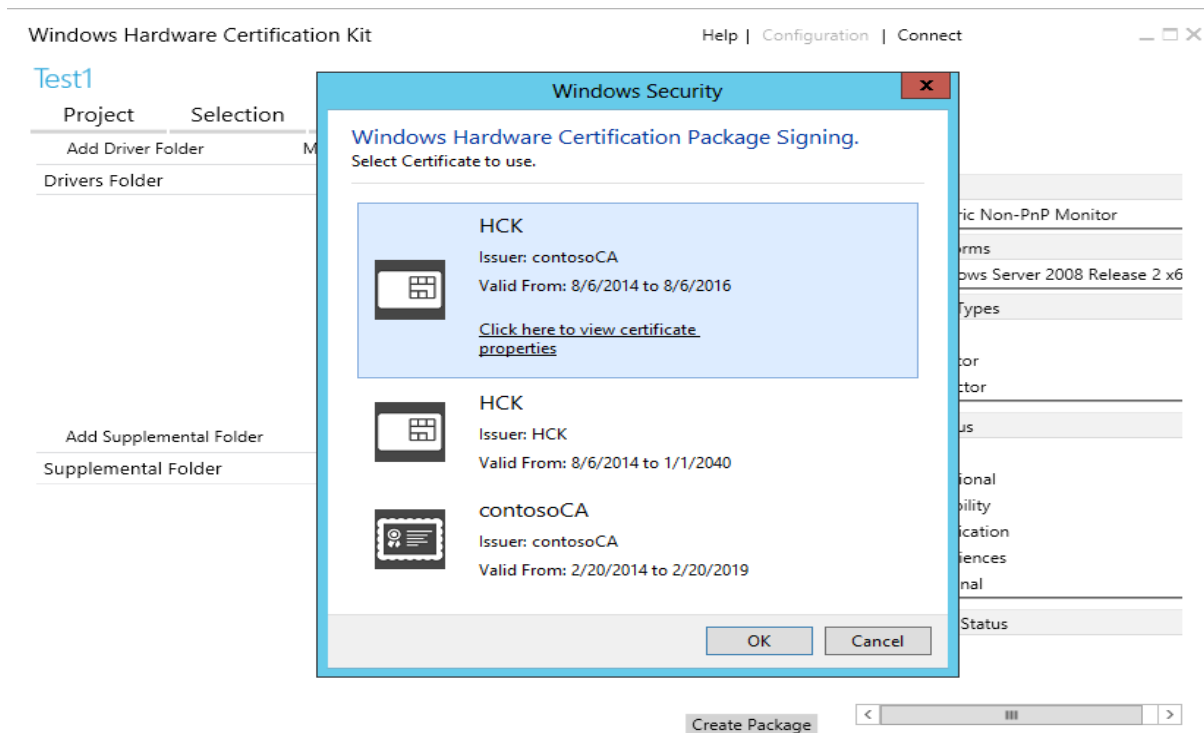 Windows Hardware Certification Kit
Help | Configuration | Connect
Test1
Project Selection
Add Driver Folder M
Drivers Folder
Add Supplemental Folder
Supplemental Folder
Windows Security
x
Windows Hardware Certification Package Signing.
Select Certificate to use.
HCK
Issuer: contosoCA
Valid From: 8/6/2014 to 8/6/2016
Click here to view certificate
properties
HCK
Issuer: HCK
Valid From: 8/6/2014 to 1/1/2040
contosoCA
Issuer: contosoCA
Valid From: 2/20/2014 to 2/20/2019
OK Cancel
ric Non-PnP Monitor
orms
ows Server 2008 Release 2 x6
Types
tor
ctor
us
ional
bility
ication
iences
nal
Status
Create Package